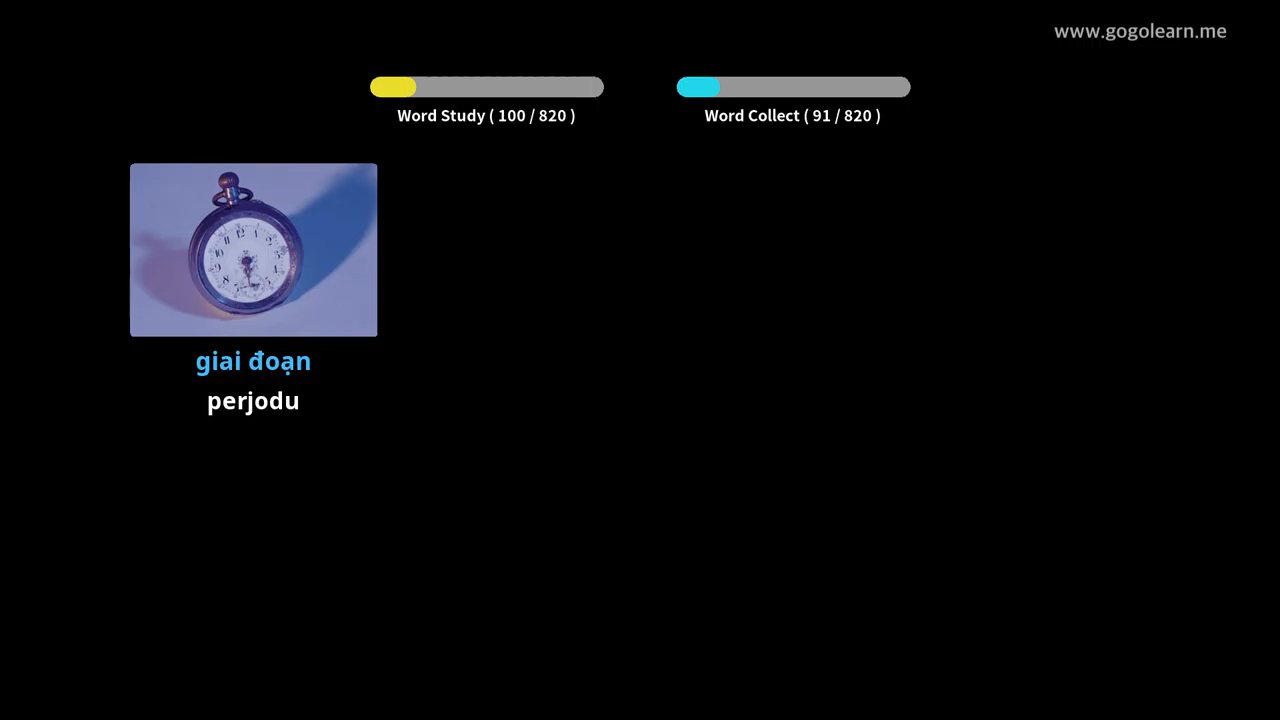 www.gogolearn.me
Word Study ( 100 / 820 )
Word Collect ( 91 / 820 )
giai đoạn
perjodu